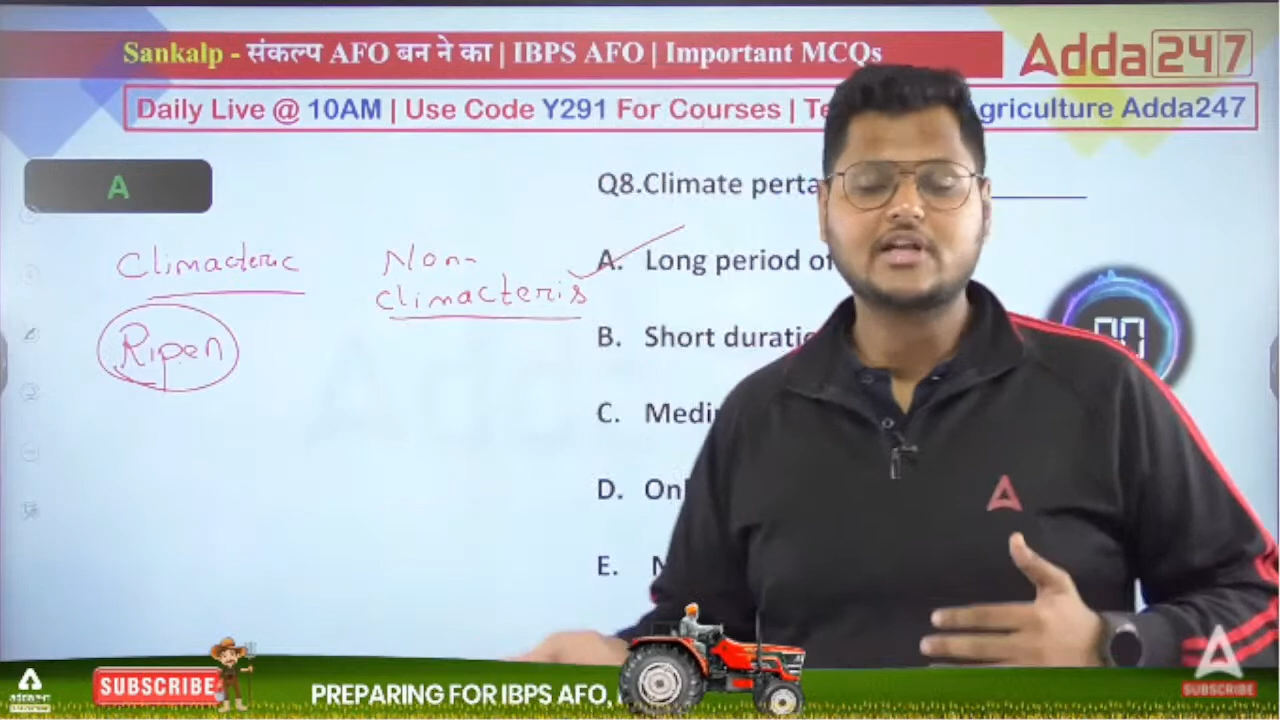 Sankalp - संकल्प AFO बन ने का | IBPS AFO | Important MCQs
Adda247
Daily Live @ 10AM | Use Code Y291 For Courses | Te griculture Adda247
A
Q8.Climate perta
Climacteric
Non-
climacteris
Ripen
A. Long period of
B. Short duratio
C. Medi
D. Onl
E. N
SUBSCRIBE
PREPARING FOR IBPS AFO,
SUBSCRIBE